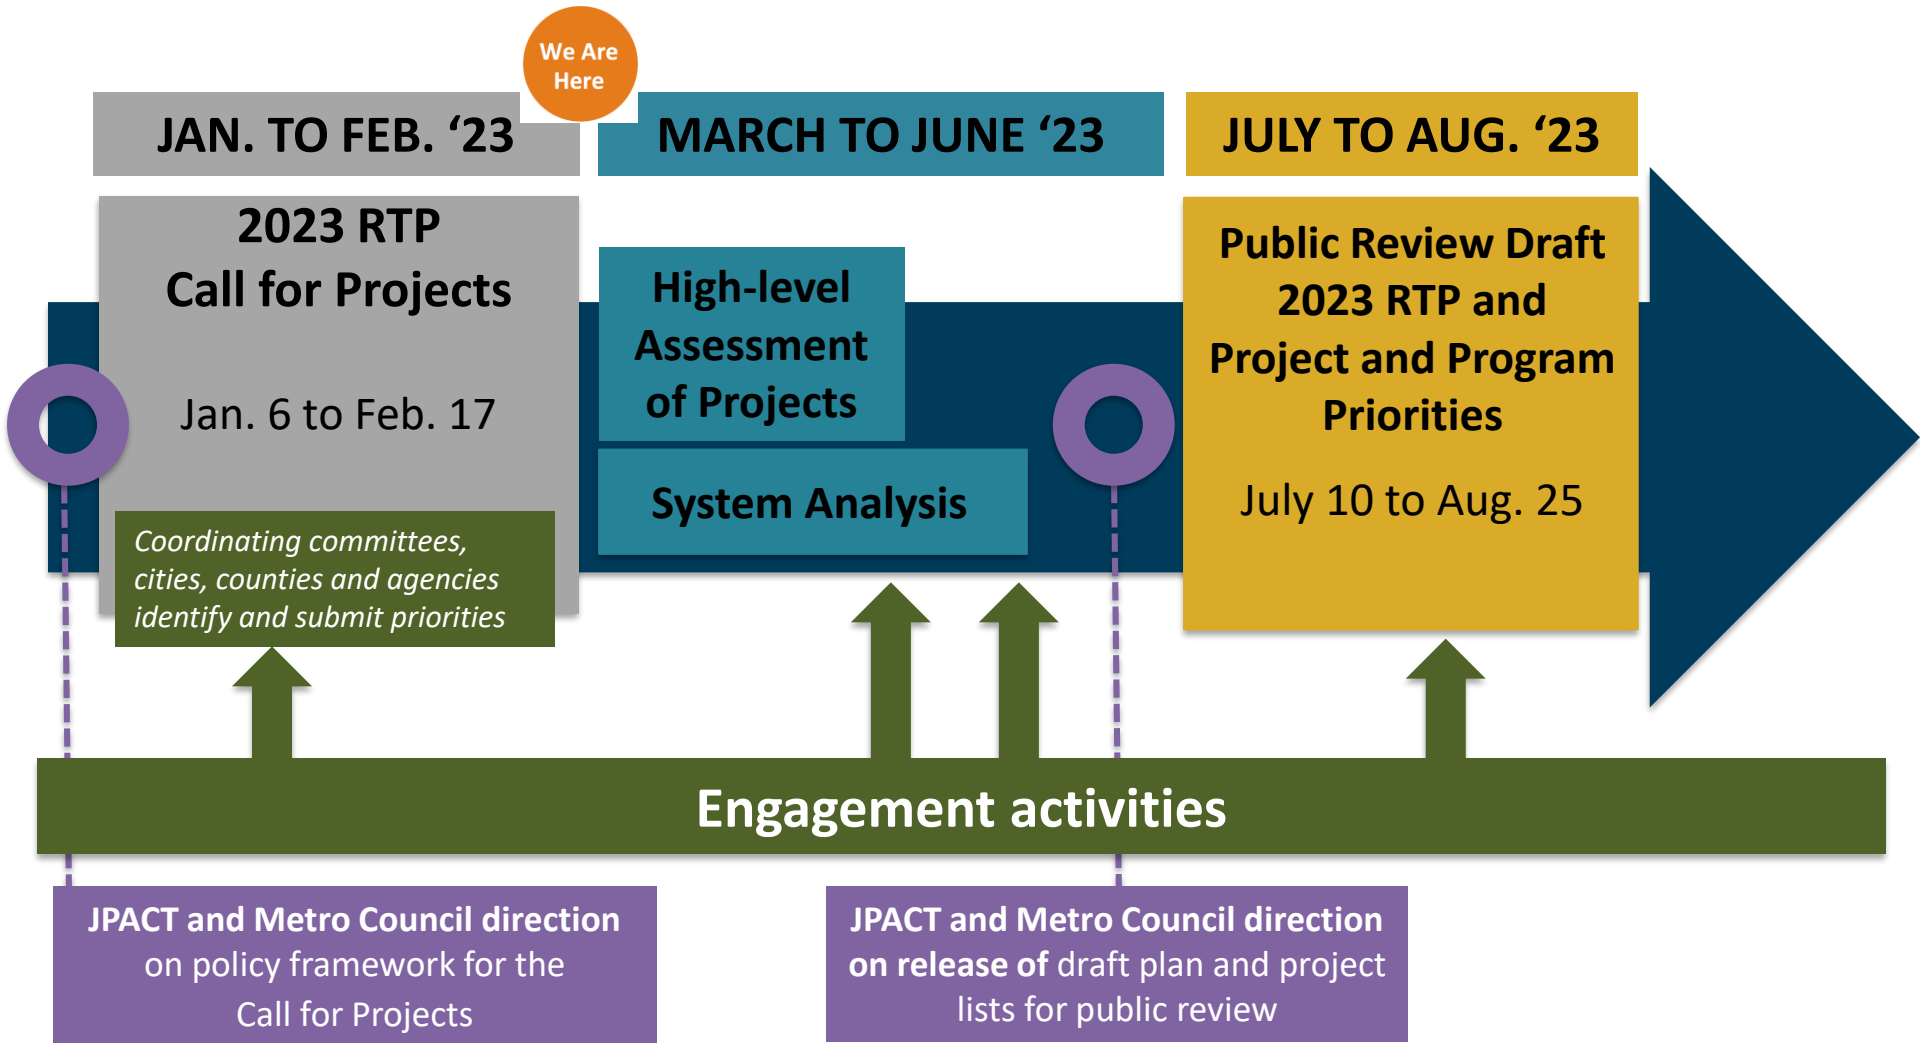 We Are
Here
JAN. TO FEB. ‘23
MARCH TO JUNE ‘23
JULY TO AUG. ‘23
2023 RTP
Call for Projects
Jan. 6 to Feb. 17
Coordinating committees,
cities, counties and agencies
identify and submit priorities
High-level
Assessment
of Projects
System Analysis
Public Review Draft
2023 RTP and
Project and Program
Priorities
July 10 to Aug. 25
Engagement activities
JPACT and Metro Council direction
on policy framework for the
Call for Projects
JPACT and Metro Council direction
on release of draft plan and project
lists for public review